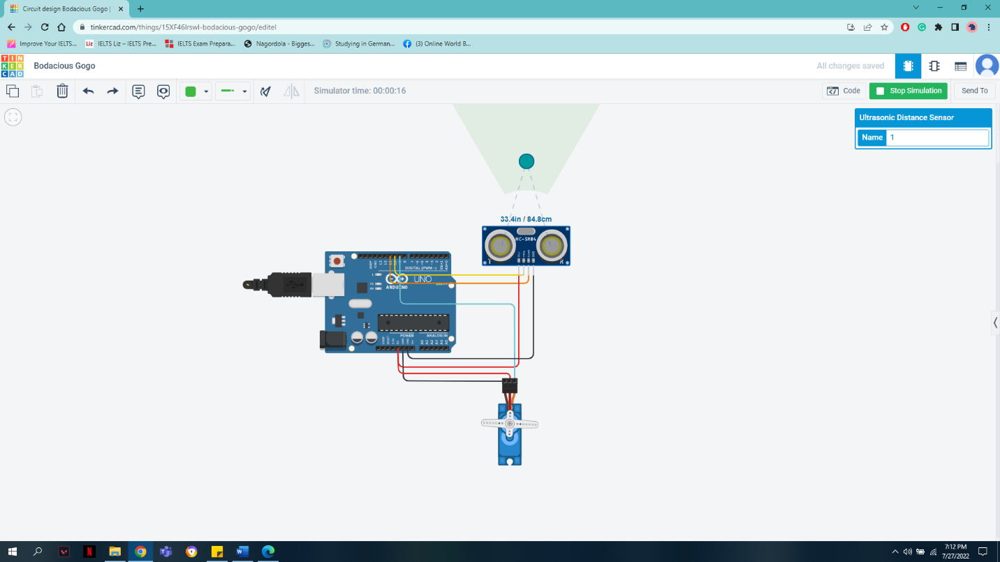 Circuit design Bodacious Gogo |
tinkercad.com/things/15XF46lrswl-bodacious-gogo/editel
Improve Your IELTS... Liz IELTS Liz – IELTS Pre... IELTS Exam Prepara... Nagordola - Bigges... Studying in German... (3) Online World B...
TIN
KER
CAD
Bodacious Gogo
All changes saved
Simulator time: 00:00:16
Code
Stop Simulation
Send To
Ultrasonic Distance Sensor
Name 1
33.4in / 84.8cm
HC-SR04
DIGITAL (PWM~)
UNO
ARDUINO
POWER ANALOG IN
7:12 PM
7/27/2022